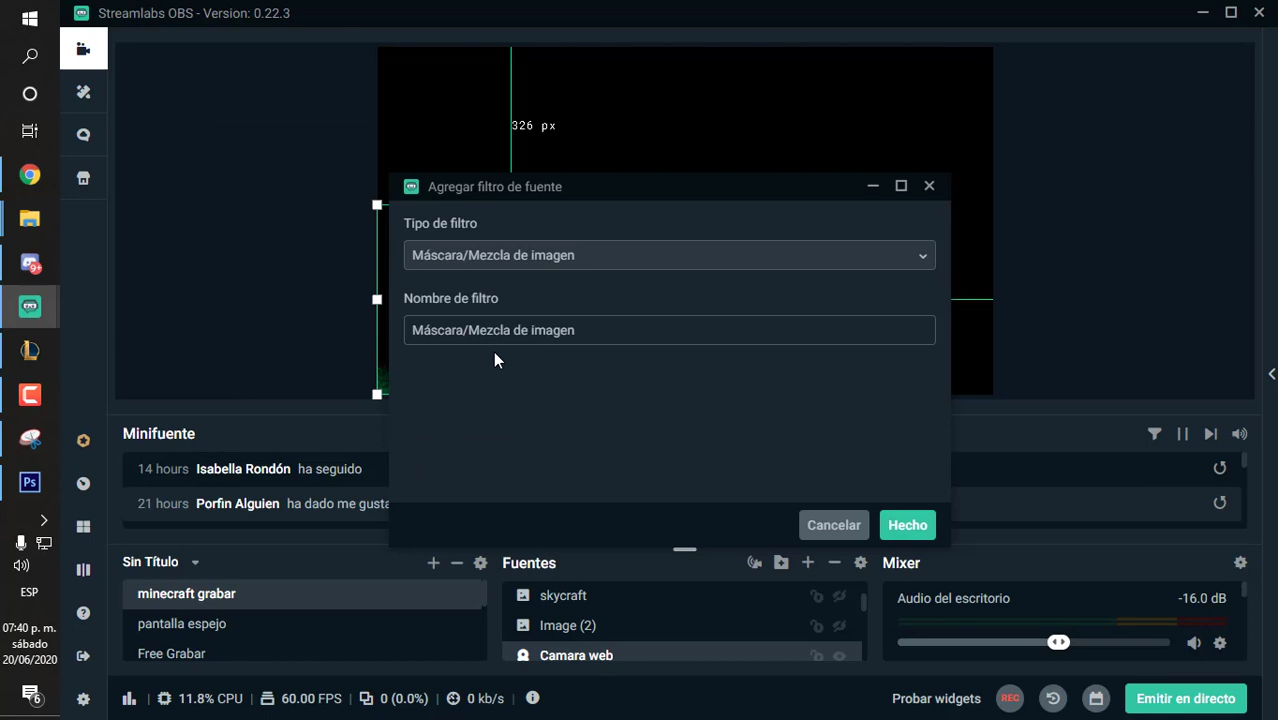 Streamlabs OBS - Version: 0.22.3
326 px
Agregar filtro de fuente
Tipo de filtro
Máscara/Mezcla de imagen
Nombre de filtro
Máscara/Mezcla de imagen
Cancelar
Hecho
Minifuente
14 hours Isabella Rondón ha seguido
21 hours Porfin Alguien ha dado me gusta
Sin Título
minecraft grabar
pantalla espejo
Free Grabar
Fuentes
skycraft
Image (2)
Camara web
Mixer
Audio del escritorio -16.0 dB
11.8% CPU 60.00 FPS 0 (0.0%) 0 kb/s
Probar widgets REC Emitir en directo
9+
Ps
ESP
07:40 p. m.
sábado
20/06/2020
6